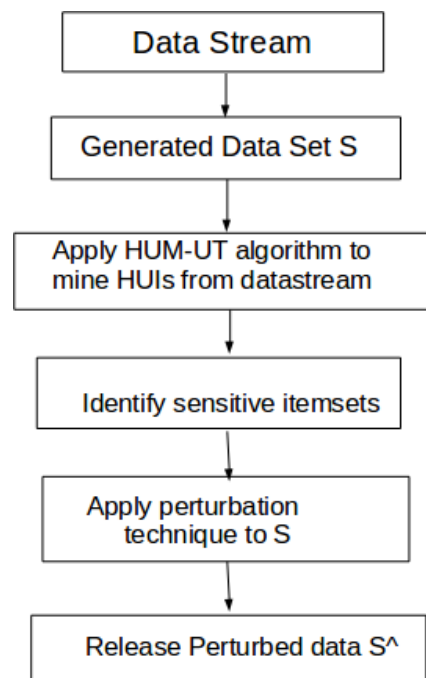 Data Stream
Generated Data Set S
Apply HUM-UT algorithm to
mine HUIs from datastream
Identify sensitive itemsets
Apply perturbation
technique to S
Release Perturbed data S^